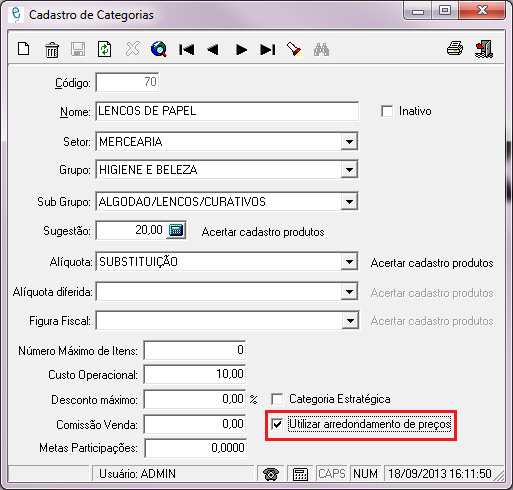 Cadastro de Categorias
Código: 70
Nome: LENCOS DE PAPEL Inativo
Setor: MERCEARIA
Grupo: HIGIENE E BELEZA
Sub Grupo: ALGODAO/LENCOS/CURATIVOS
Sugestão: 20,00 Acertar cadastro produtos
Alíquota: SUBSTITUIÇÃO Acertar cadastro produtos
Alíquota diferida: Acertar cadastro produtos
Figura Fiscal: Acertar cadastro produtos
Número Máximo de Itens: 0
Custo Operacional: 10,00
Desconto máximo: 0,00 % Categoria Estratégica
Comissão Venda: 0,00 Utilizar arredondamento de preços
Metas Participações: 0,0000
Usuário: ADMIN CAPS NUM 18/09/2013 16:11:50